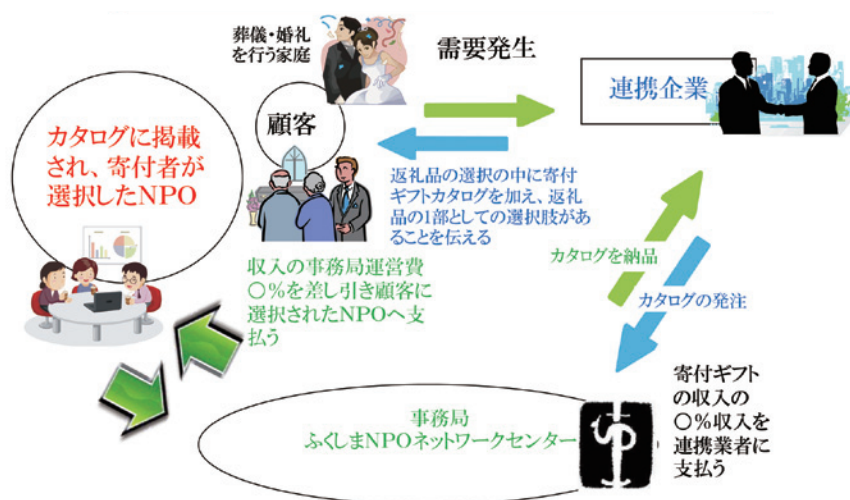 葬儀・婚礼
を行う家庭
需要発生
連携企業
顧客
カタログに掲載
され、寄付者が
選択したNPO
返礼品の選択の中に寄付
ギフトカタログを加え、返礼
品の1部としての選択肢があ
ることを伝える
カタログを納品
カタログの発注
収入の事務局運営費
〇%を差し引き顧客に
選択されたNPOへ支
払う
事務局
ふくしまNPOネットワークセンター
寄付ギフト
の収入の
〇%収入を
連携業者に
支払う